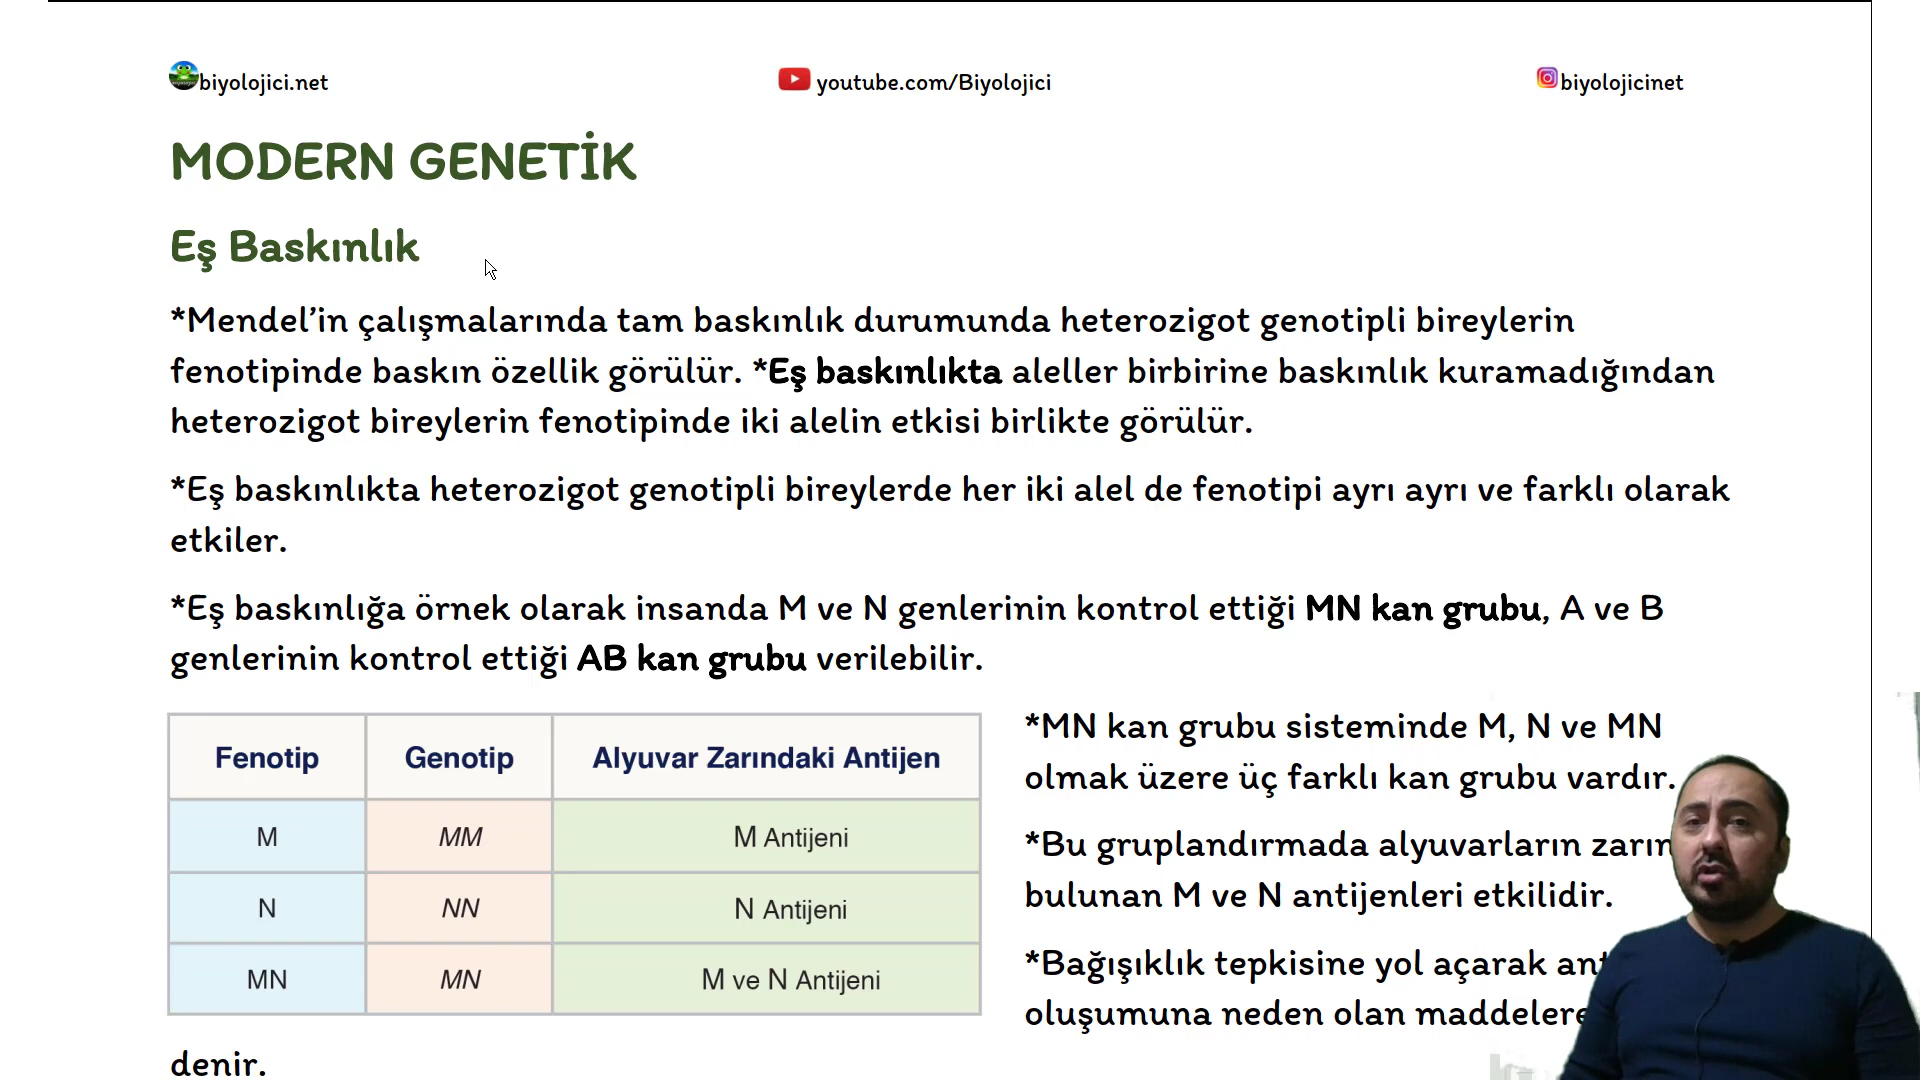 biyolojici.net
youtube.com/Biyolojici
biyolojicinet
MODERN GENETİK
Eş Baskınlık
*Mendel’in çalışmalarında tam baskınlık durumunda heterozigot genotipli bireylerin
fenotipinde baskın özellik görülür. *Eş baskınlıkta aleller birbirine baskınlık kuramadığından
heterozigot bireylerin fenotipinde iki alelin etkisi birlikte görülür.
*Eş baskınlıkta heterozigot genotipli bireylerde her iki alel de fenotipi ayrı ayrı ve farklı olarak
etkiler.
*Eş baskınlığa örnek olarak insanda M ve N genlerinin kontrol ettiği MN kan grubu, A ve B
genlerinin kontrol ettiği AB kan grubu verilebilir.
Fenotip Genotip Alyuvar Zarındaki Antijen
M MM M Antijeni
N NN N Antijeni
MN MN M ve N Antijeni
*MN kan grubu sisteminde M, N ve MN
olmak üzere üç farklı kan grubu vardır.
*Bu gruplandırmada alyuvarların
bulunan M ve N antijenleri etkilidir.
*Bağışıklık tepkisine yol açarak
oluşumuna neden olan maddelere
denir.